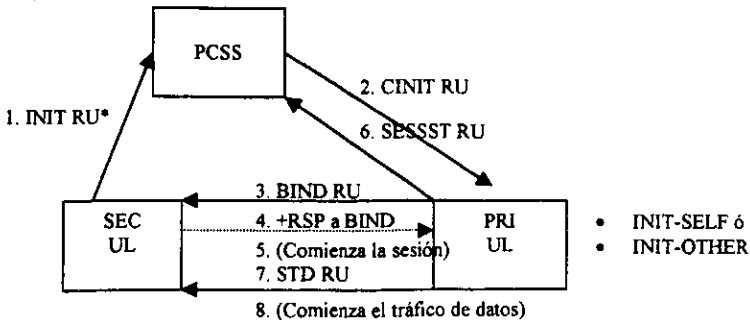 PCSS
2. CINIT RU
1. INIT RU*
6. SESSST RU
3. BIND RU
SEC
UL
4. +RSP a BIND
PRI
UL
• INIT-SELF ó
• INIT-OTHER
5. (Comienza la sesión)
7. STD RU
8. (Comienza el tráfico de datos)